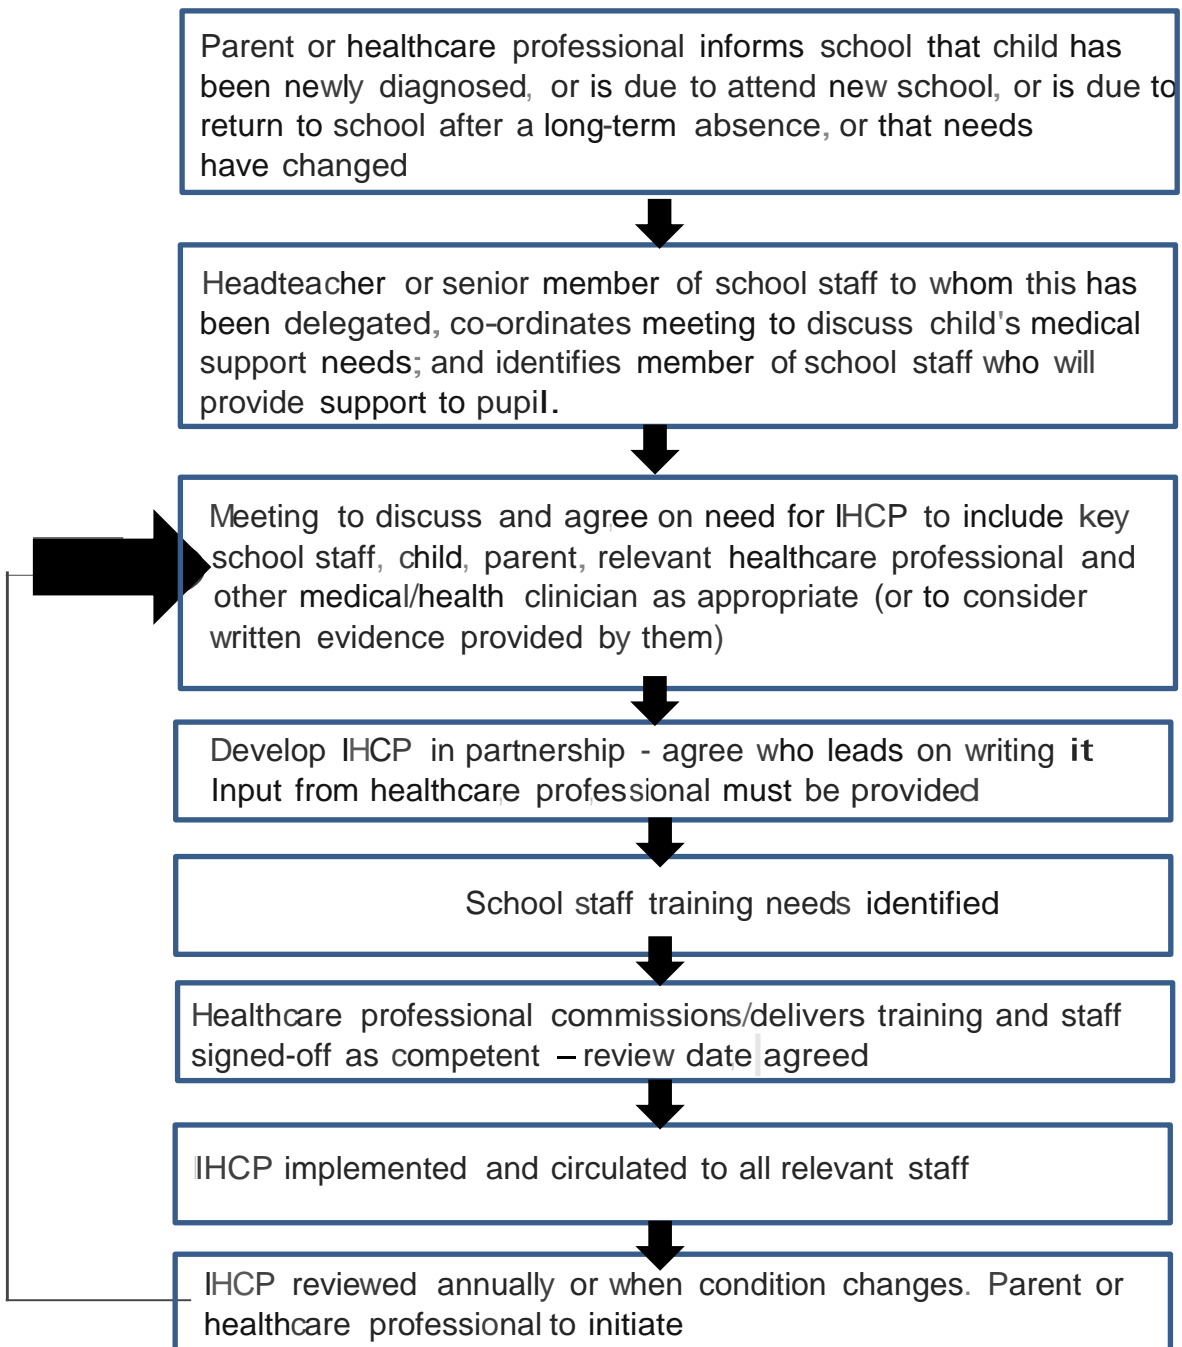 Parent or healthcare professional informs school that child has
been newly diagnosed, or is due to attend new school, or is due to
return to school after a long-term absence, or that needs
have changed
Headteacher or senior member of school staff to whom this has
been delegated, co-ordinates meeting to discuss child's medical
support needs; and identifies member of school staff who will
provide support to pupil.
Meeting to discuss and agree on need for IHCP to include key
school staff, child, parent, relevant healthcare professional and
other medical/health clinician as appropriate (or to consider
written evidence provided by them)
Develop IHCP in partnership - agree who leads on writing it
Input from healthcare professional must be provided
School staff training needs identified
Healthcare professional commissions/delivers training and staff
signed-off as competent – review date agreed
IHCP implemented and circulated to all relevant staff
IHCP reviewed annually or when condition changes. Parent or
healthcare professional to initiate